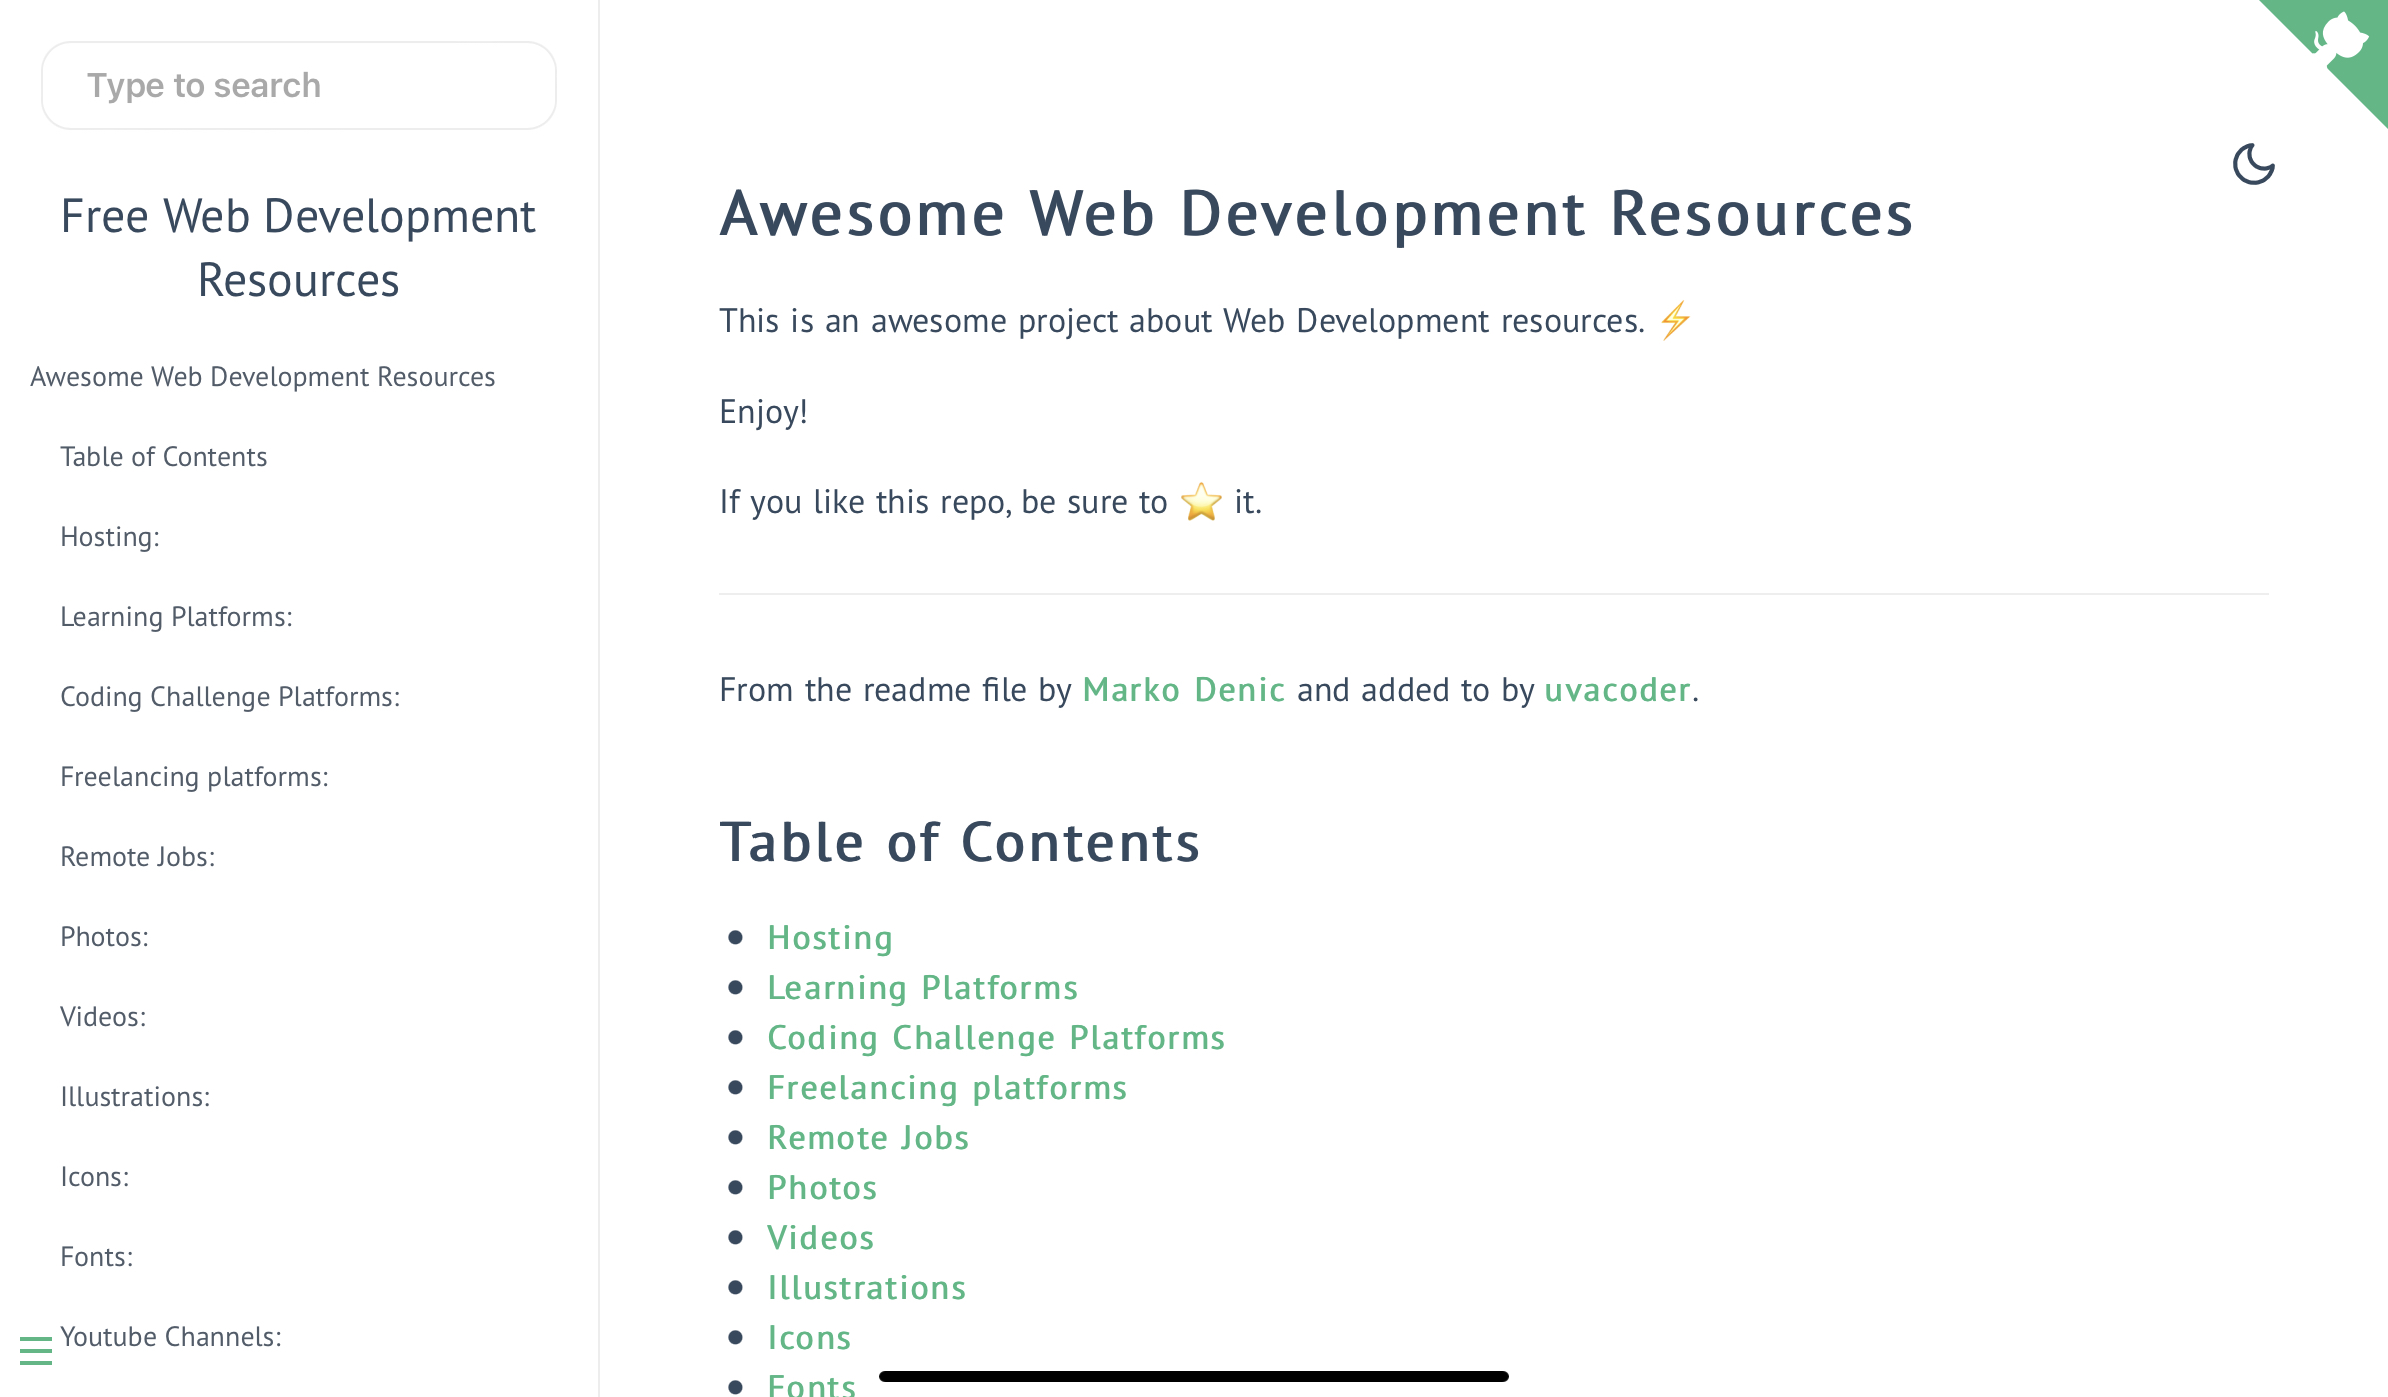 Type to search
Free Web Development
Resources
Awesome Web Development Resources
Table of Contents
Hosting:
Learning Platforms:
Coding Challenge Platforms:
Freelancing platforms:
Remote Jobs:
Photos:
Videos:
Illustrations:
Icons:
Fonts:
Youtube Channels:
Awesome Web Development Resources
This is an awesome project about Web Development resources. ⚡
Enjoy!
If you like this repo, be sure to ⭐ it.
From the readme file by Marko Denic and added to by uvacoder.
Table of Contents
Hosting
Learning Platforms
Coding Challenge Platforms
Freelancing platforms
Remote Jobs
Photos
Videos
Illustrations
Icons
Fonts